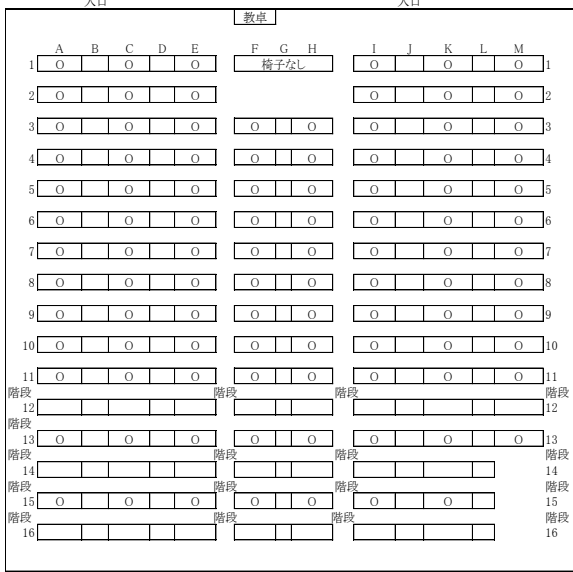 入口 入口
教卓
A B C D E F G H I J K L M
1 O O O 椅子なし O O O 1
2 O O O O O O 2
3 O O O O O O O O 3
4 O O O O O O O O 4
5 O O O O O O O O 5
6 O O O O O O O O 6
7 O O O O O O O O 7
8 O O O O O O O O 8
9 O O O O O O O O 9
10 O O O O O O O O 10
11 O O O O O O O O 11
階段 階段 階段
12 12
階段
13 O O O O O O O O 13
階段 階段 階段 階段
14 14
階段 階段 階段 階段
15 O O O O O O O 15
階段 階段 階段 階段
16 16